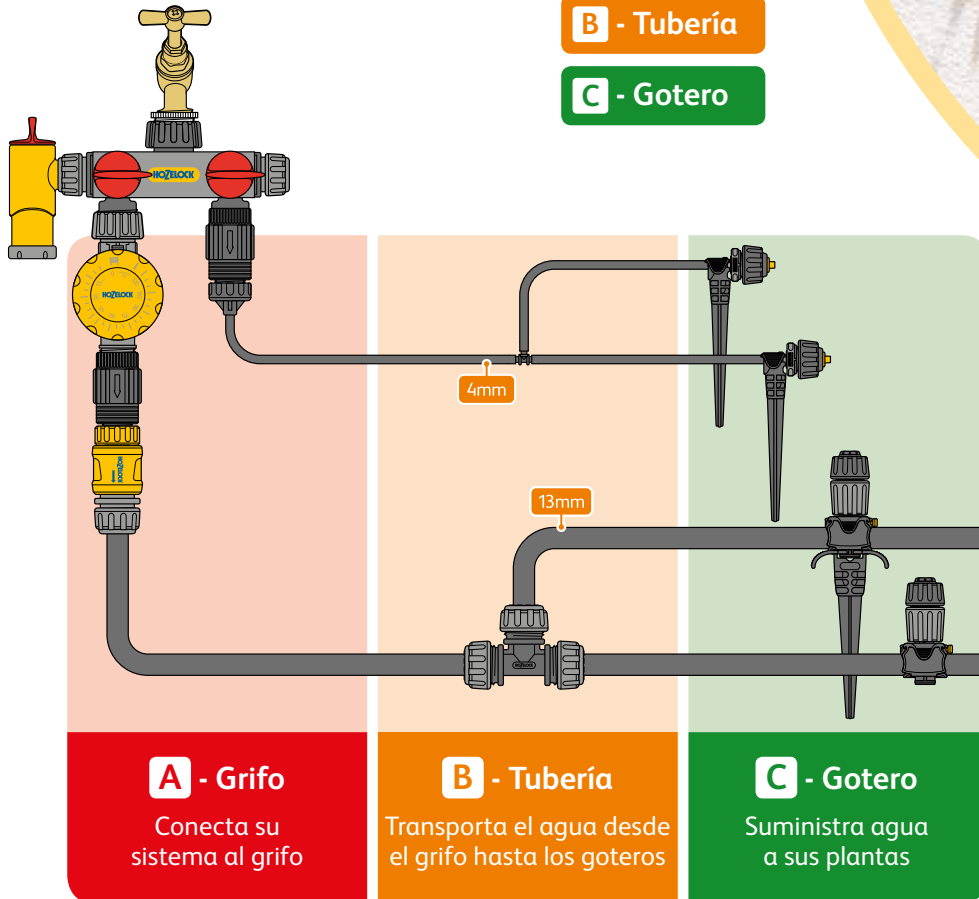 B - Tubería
C - Gotero
HOZELOCK
HOZELOCK
HOZELOCK
4mm
13mm
HOZELOCK
A - Grifo
Conecta su
sistema al grifo
B - Tubería
Transporta el agua desde
el grifo hasta los goteros
C - Gotero
Suministra agua
a sus plantas